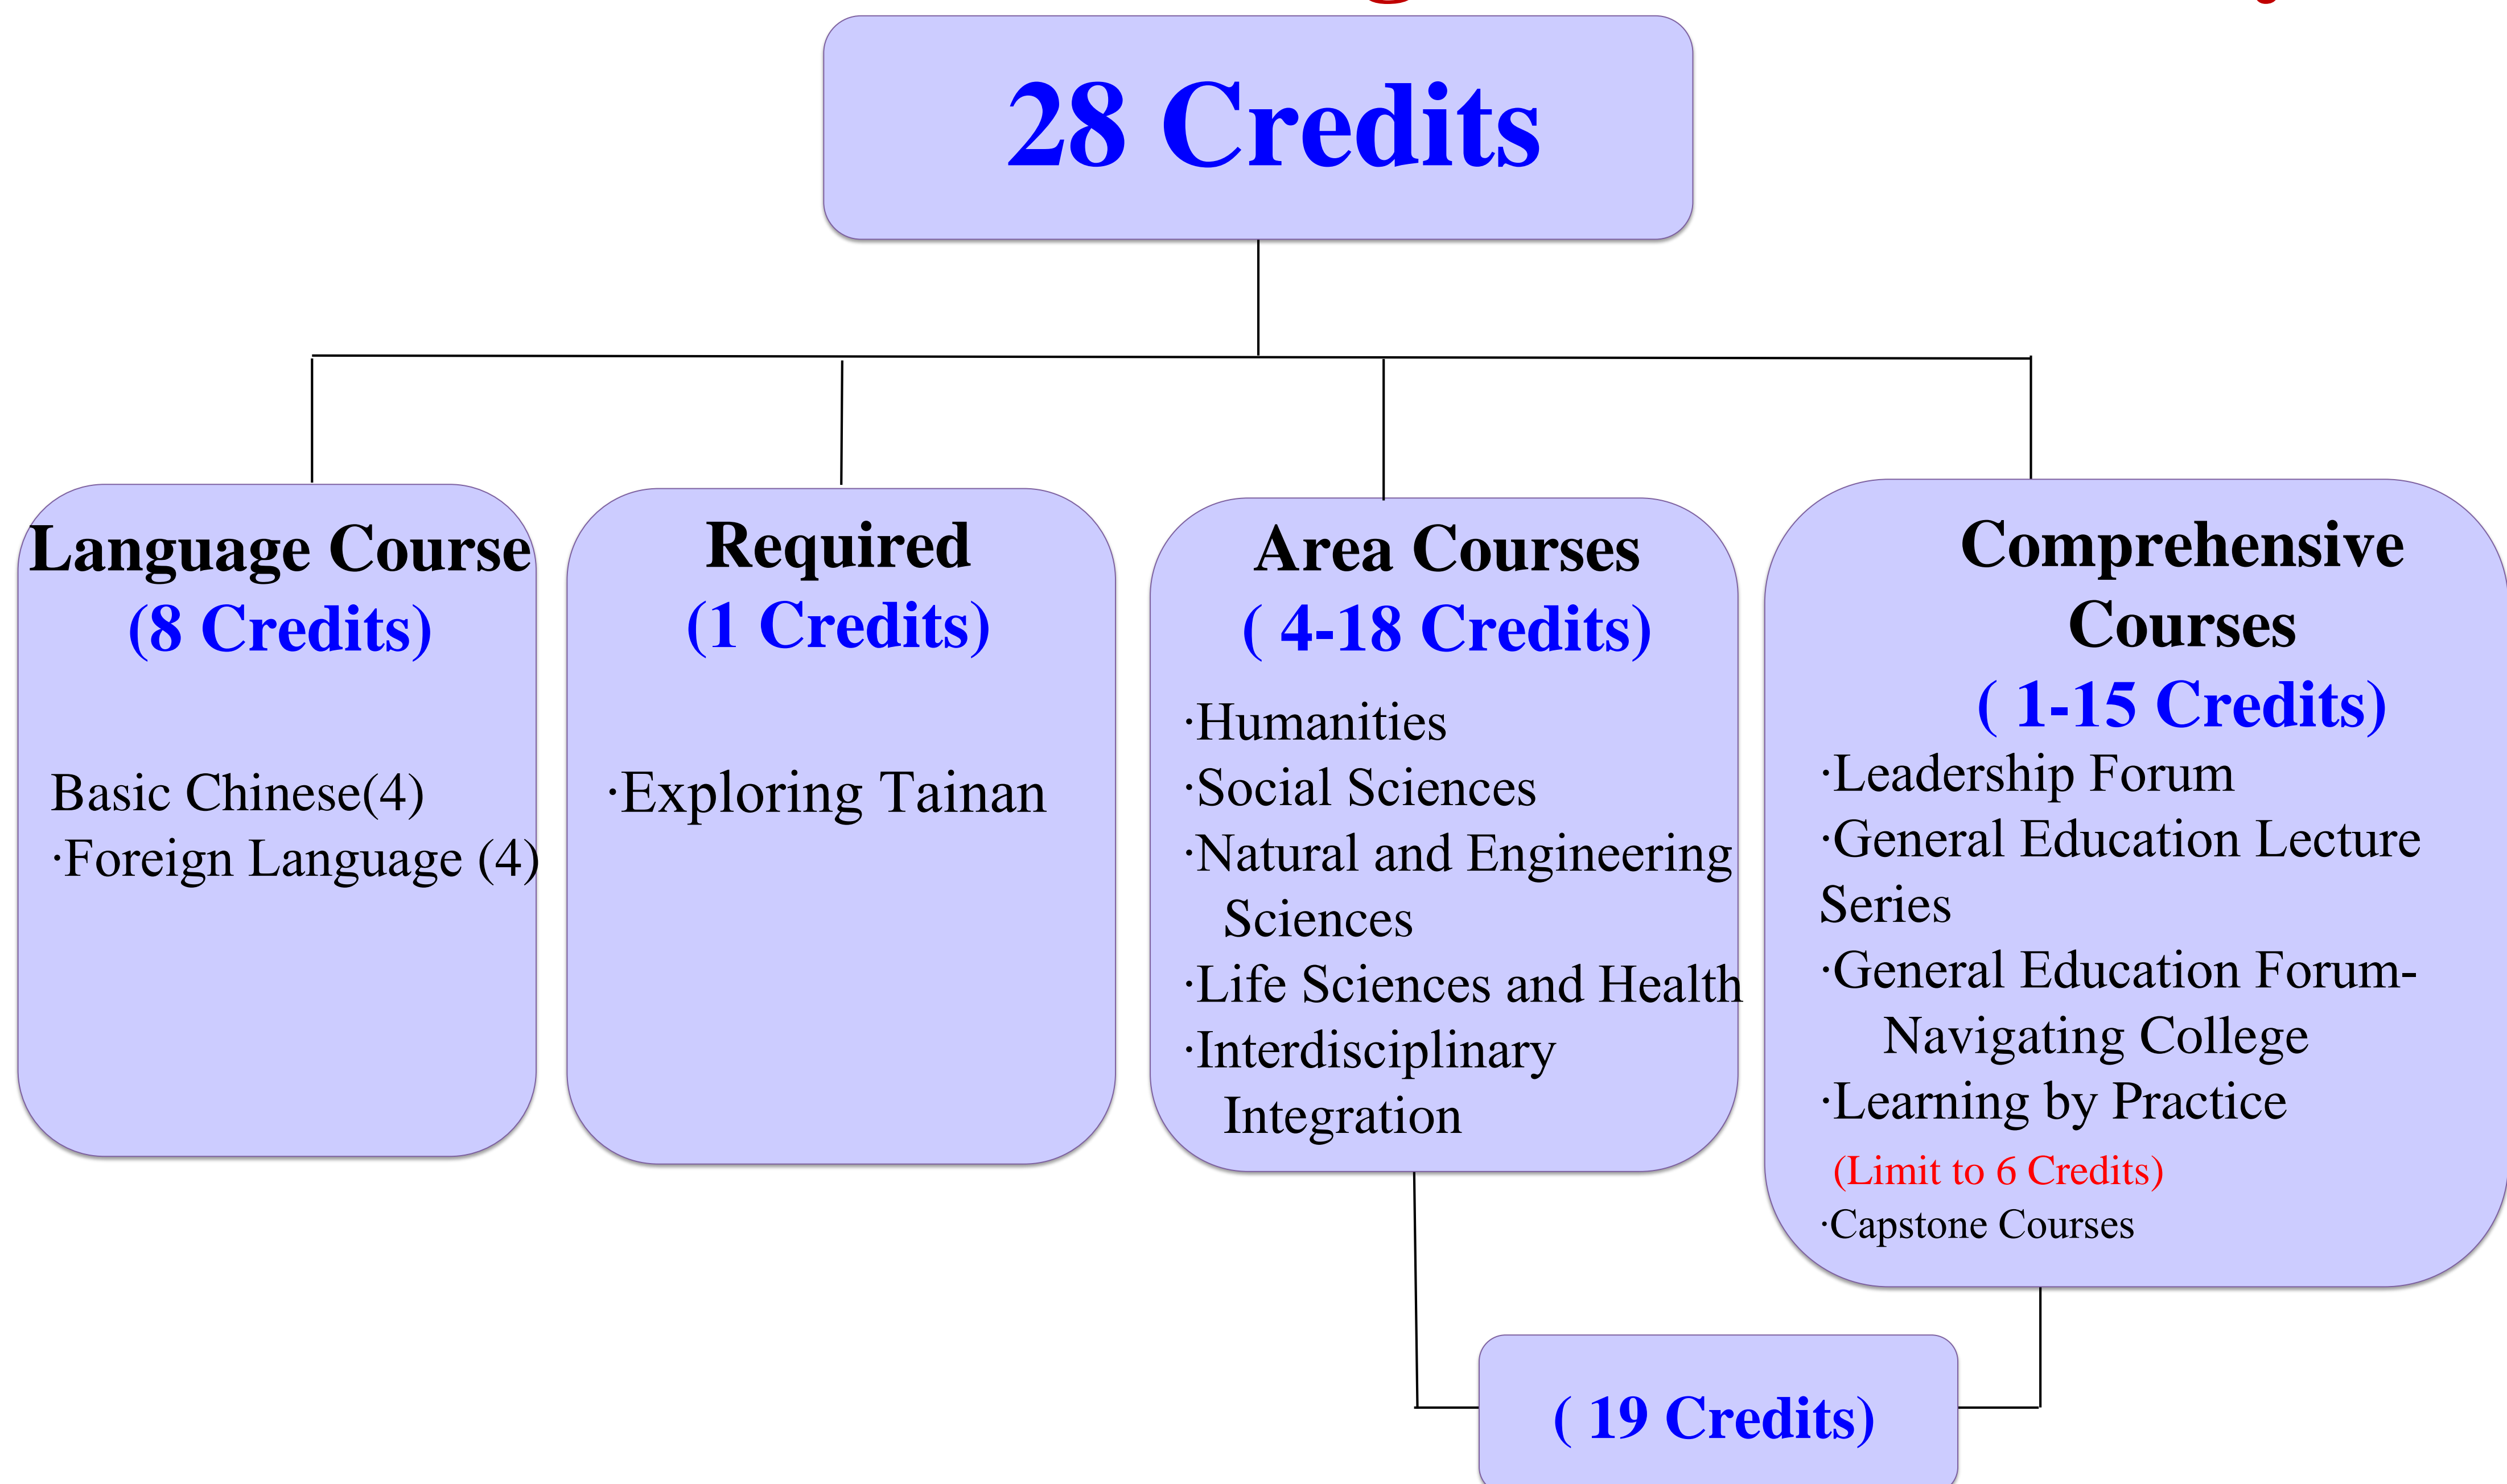 28 Credits
Language Course
(8 Credits)
Basic Chinese(4)
·Foreign Language (4)
Required
(1 Credits)
·Exploring Tainan
Area Courses
( 4-18 Credits)
·Humanities
·Social Sciences
·Natural and Engineering
Sciences
·Life Sciences and Health
·Interdisciplinary
Integration
Comprehensive
Courses
( 1-15 Credits)
·Leadership Forum
·General Education Lecture
Series
·General Education Forum-
Navigating College
·Learning by Practice
(Limit to 6 Credits)
·Capstone Courses
( 19 Credits)